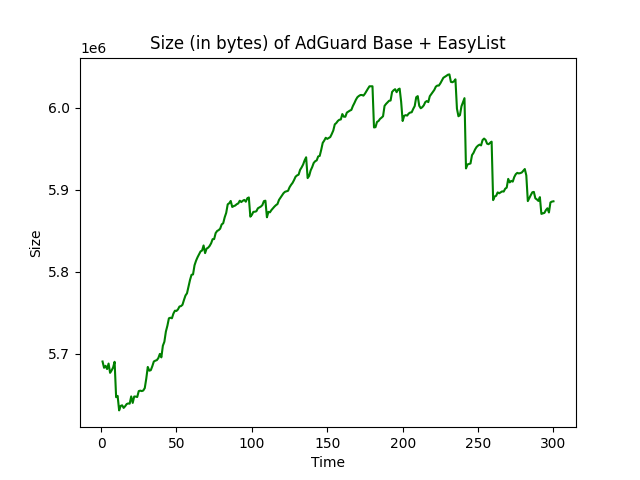 Size (in bytes) of AdGuard Base + EasyList
1e6
6.0
5.9
5.8
5.7
Size
0 50 100 150 200 250 300
Time